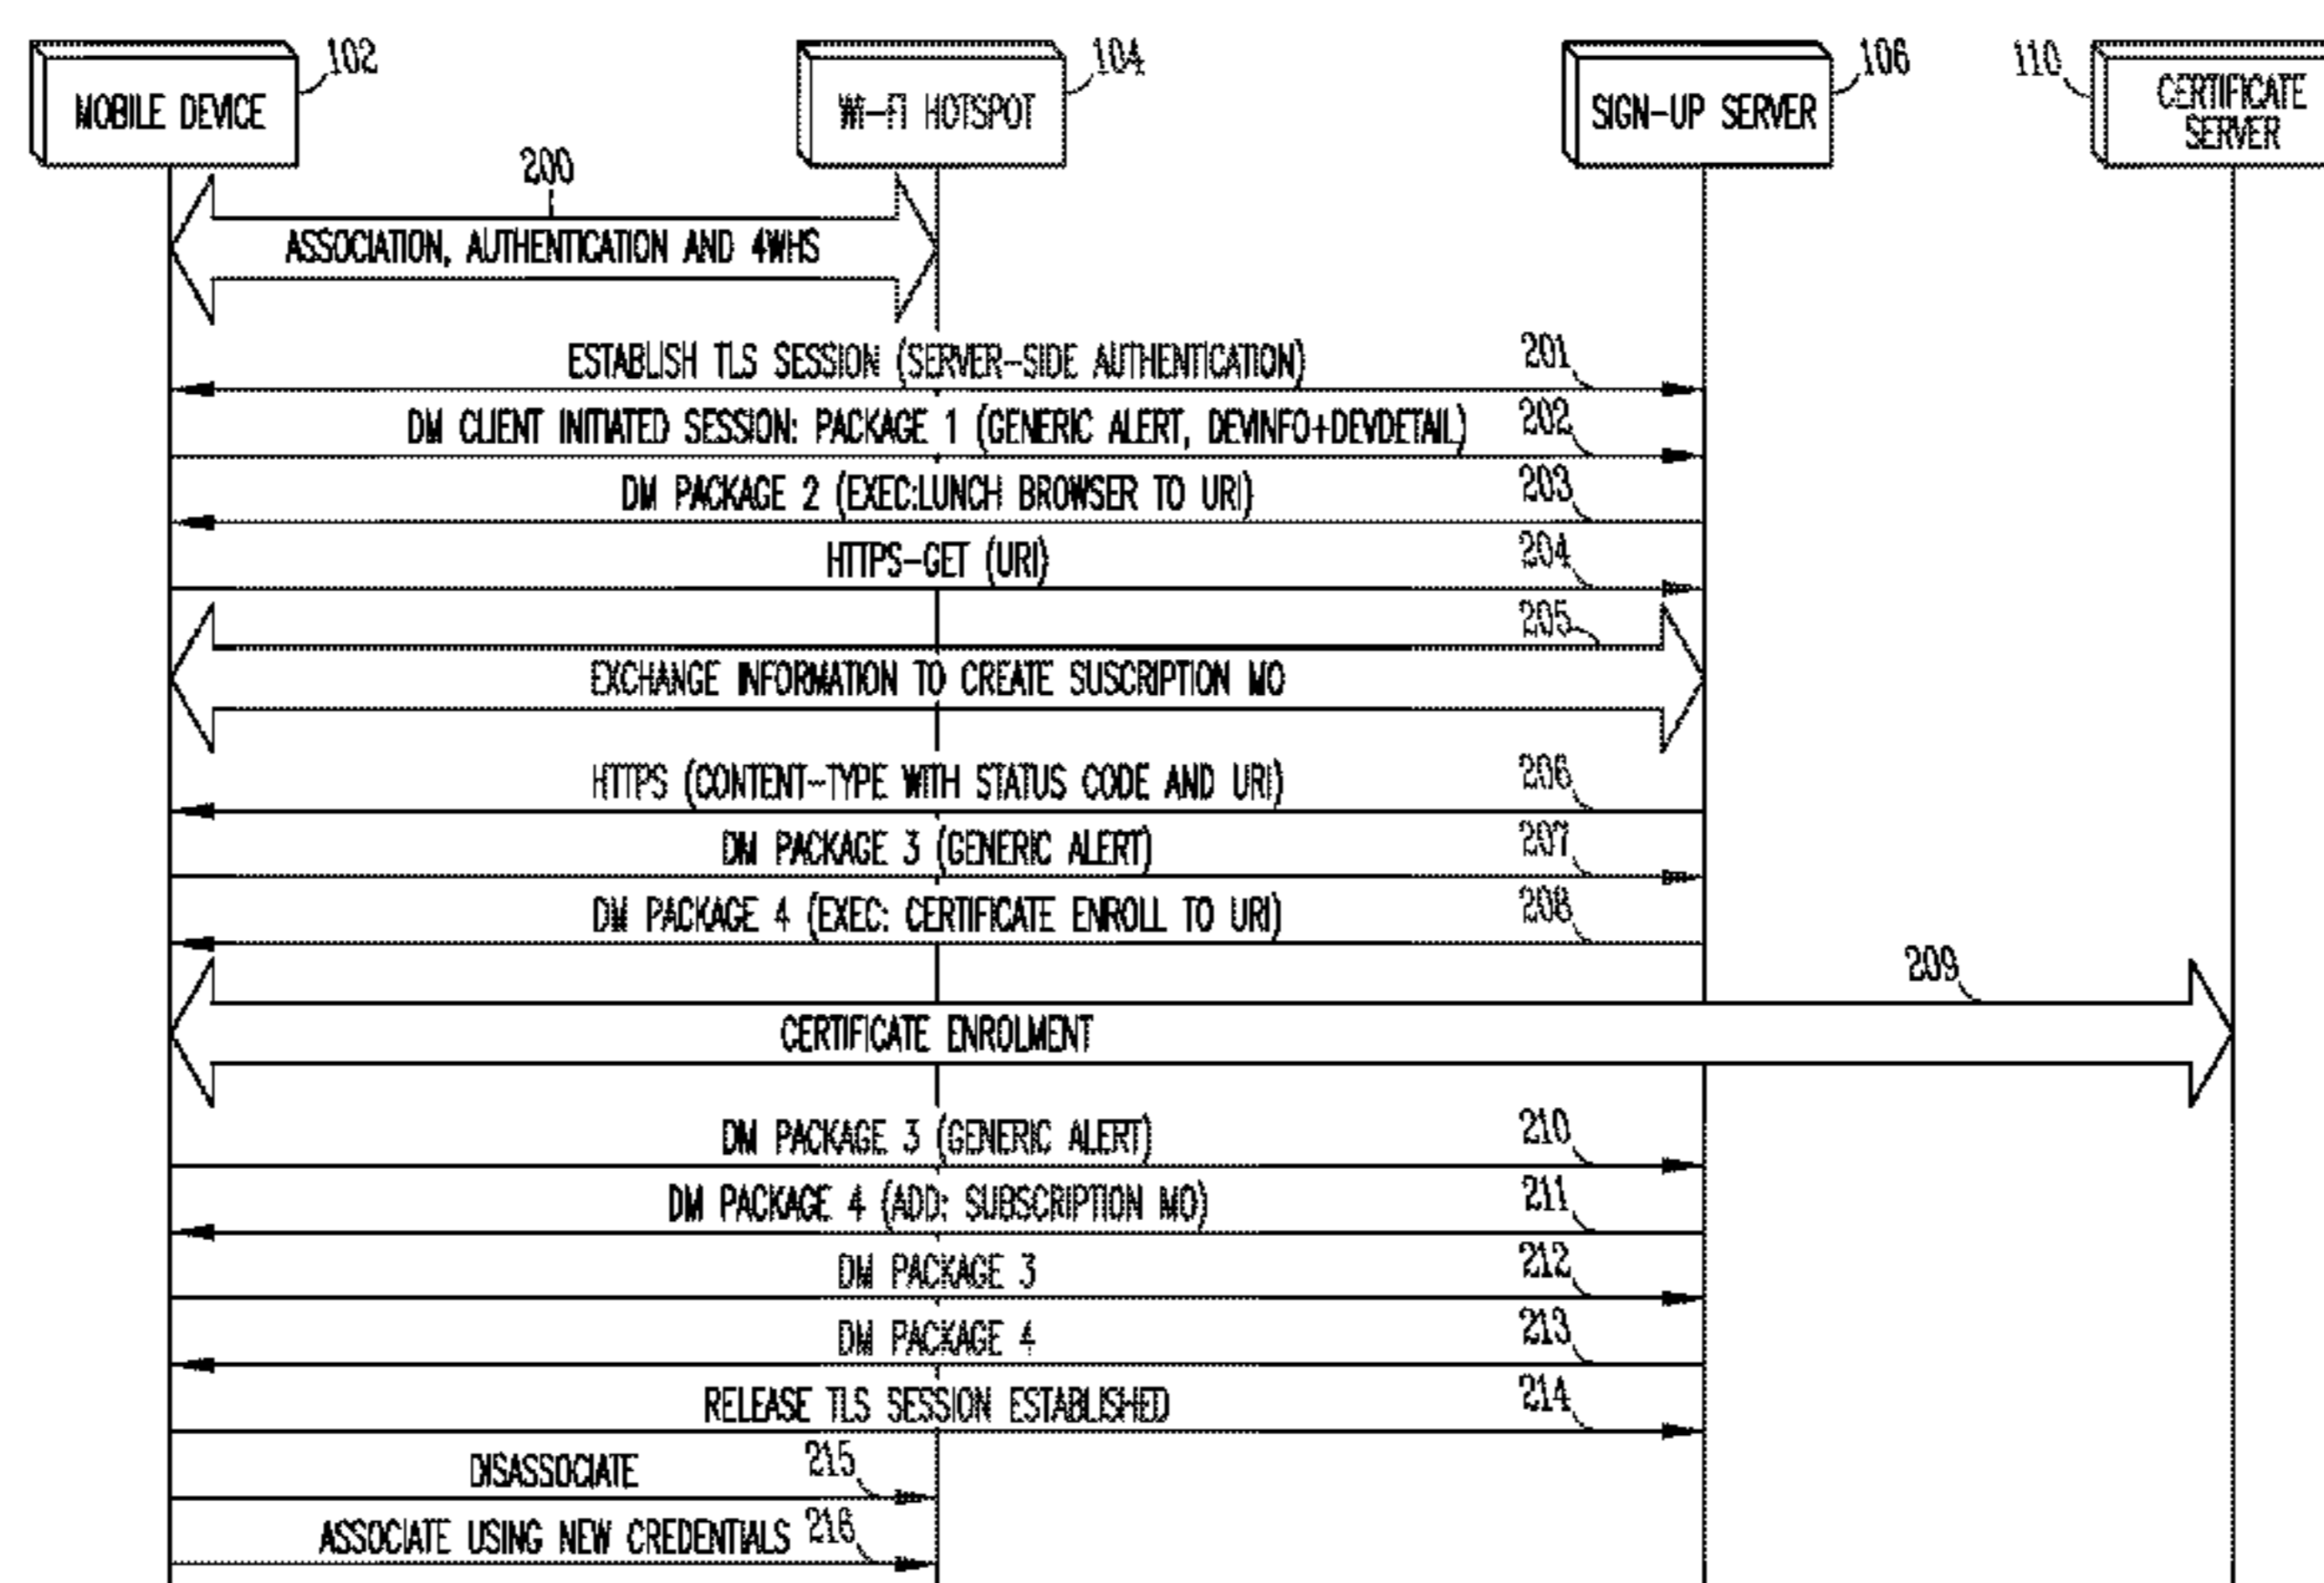 102
104
106
110
MOBILE DEVICE
WI-FI HOTSPOT
SIGN-UP SERVER
CERTIFICATE
SERVER
200
ASSOCIATION, AUTHENTICATION AND 4WHS
ESTABLISH TLS SESSION (SERVER-SIDE AUTHENTICATION)
201
DM CLIENT INITIATED SESSION: PACKAGE 1 (GENERIC ALERT, DEVINFO+DEVDETAIL)
202
DM PACKAGE 2 (EXEC:LUNCH BROWSER TO URI)
203
HTTPS-GET (URI)
204
205
EXCHANGE INFORMATION TO CREATE SUSCRIPTION MO
HTTPS (CONTENT-TYPE WITH STATUS CODE AND URI)
206
DM PACKAGE 3 (GENERIC ALERT)
207
DM PACKAGE 4 (EXEC: CERTIFICATE ENROLL TO URI)
208
209
CERTIFICATE ENROLMENT
DM PACKAGE 3 (GENERIC ALERT)
210
DM PACKAGE 4 (ADD: SUBSCRIPTION MO)
211
DM PACKAGE 3
212
DM PACKAGE 4
213
RELEASE TLS SESSION ESTABLISHED
214
DISASSOCIATE
215
ASSOCIATE USING NEW CREDENTIALS
216